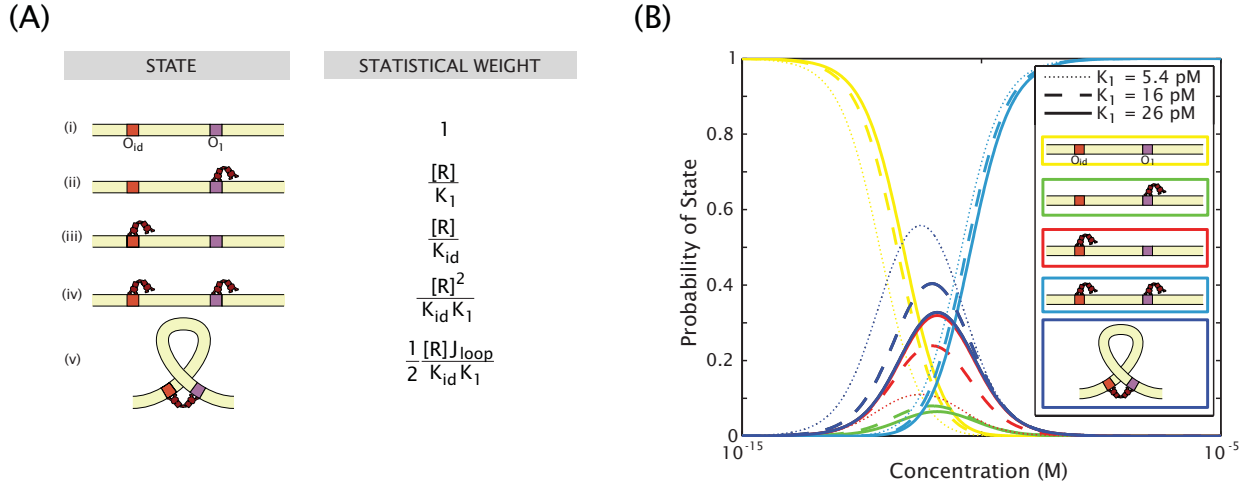 (A)
STATE STATISTICAL WEIGHT
(i) 1
O_id O_1
(ii) [R]/K_1
(iii) [R]/K_id
(iv) [R]^2/(K_id K_1)
(v) 1/2 [R]J_loop/(K_id K_1)
(B)
Probability of State
1
0.8
0.6
0.4
0.2
0
10^-15 10^-5
Concentration (M)
K_1 = 5.4 pM
K_1 = 16 pM
K_1 = 26 pM
O_id O_1